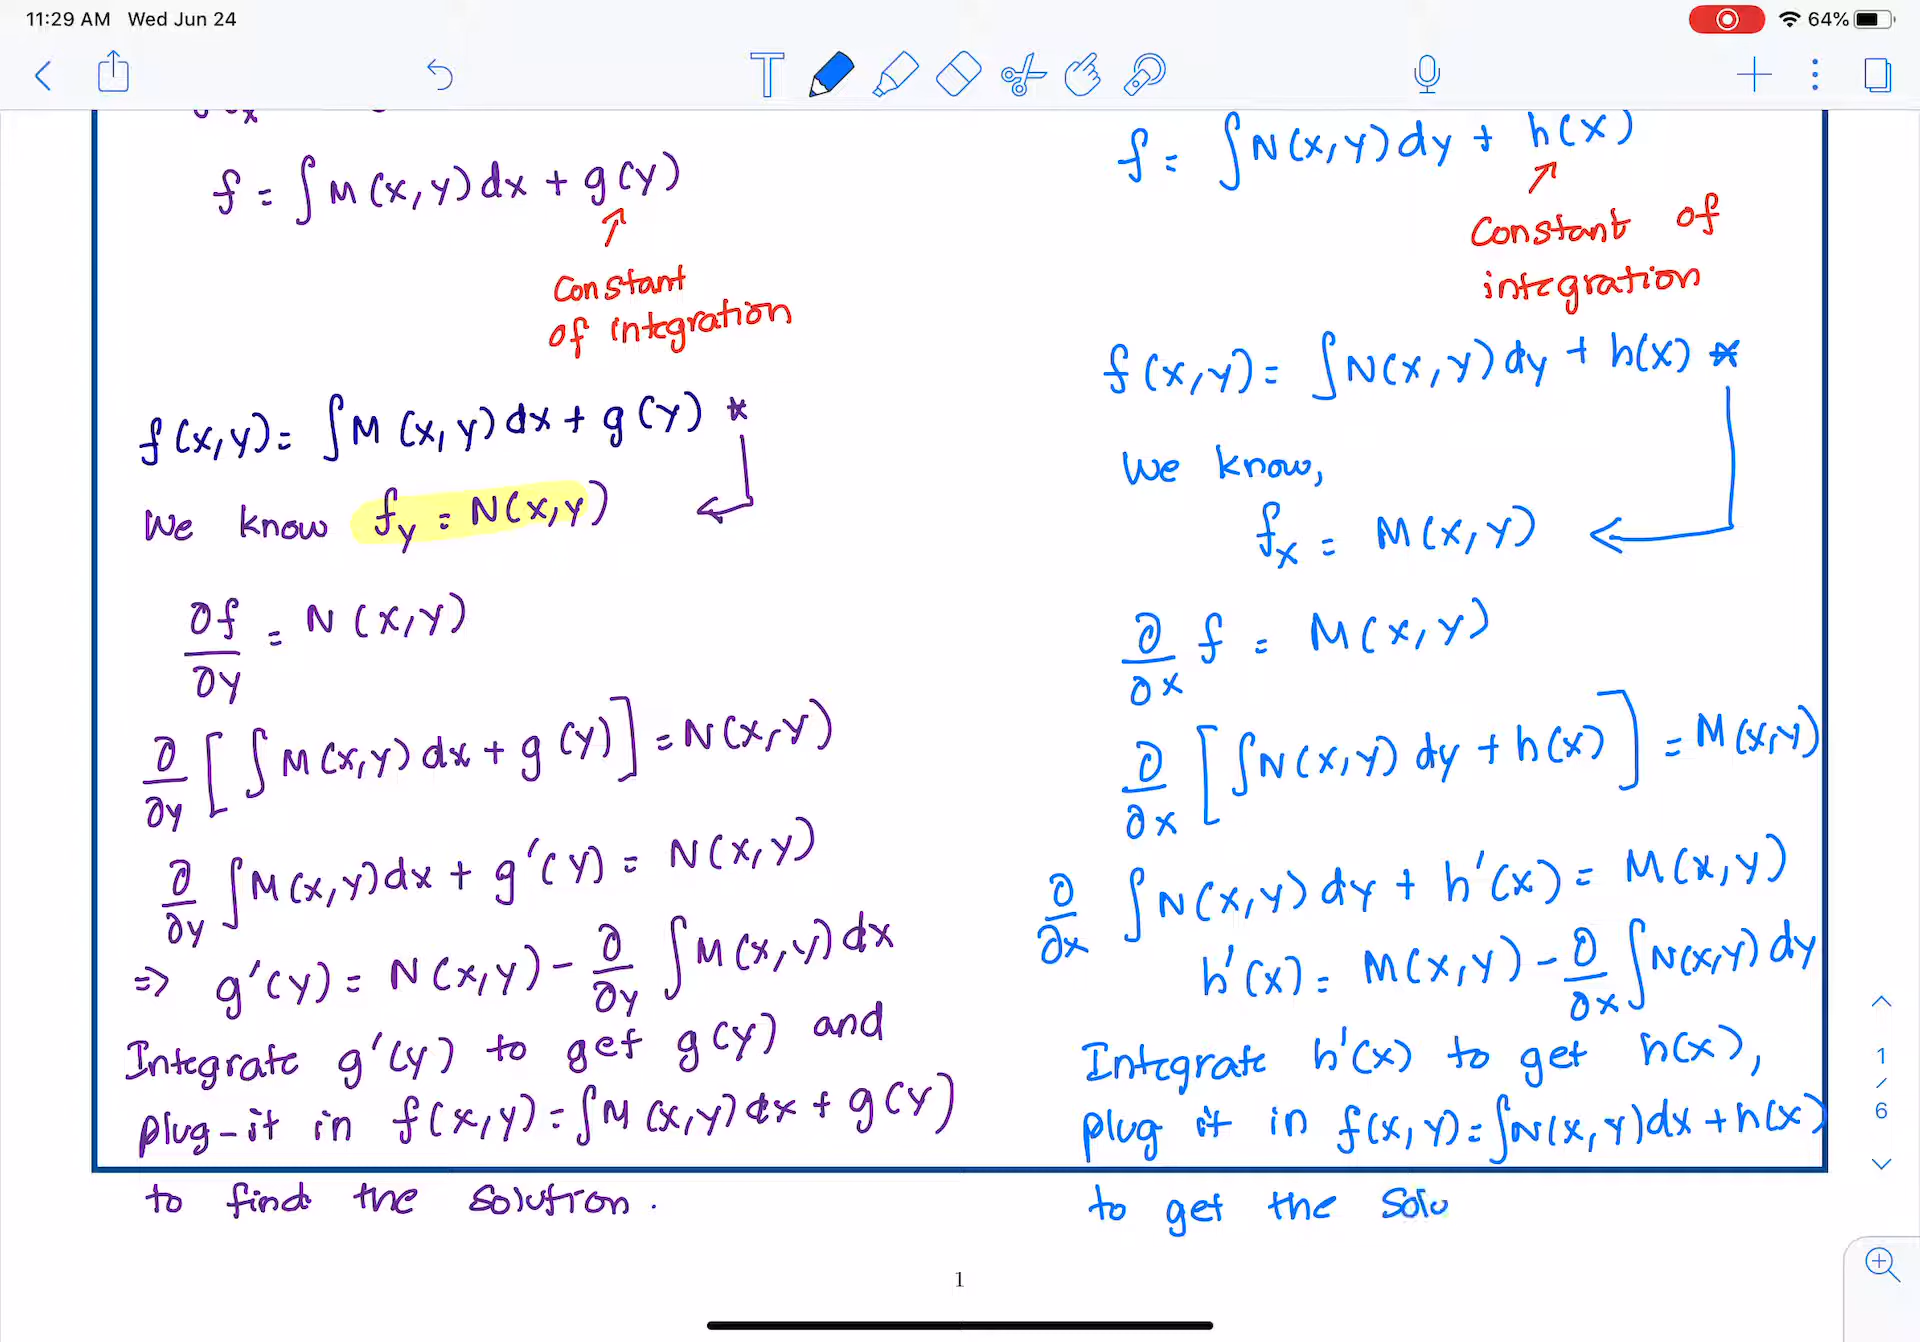 11:29 AM Wed Jun 24
64%
f = ∫ M (x, y) dx + g(y)
Constant
of integration
f (x, y) = ∫ M (x, y) dx + g (y) *
We know f_y = N(x, y)
∂f/∂y = N (x, y)
∂/∂y [ ∫ M (x, y) dx + g (y) ] = N (x, y)
∂/∂y ∫ M (x, y) dx + g'(y) = N (x, y)
=> g'(y) = N (x, y) - ∂/∂y ∫ M (x, y) dx
Integrate g'(y) to get g(y) and
plug-it in f(x, y) = ∫ M (x, y) dx + g(y)
to find the solution.
f = ∫ N (x, y) dy + h(x)
Constant of
integration
f (x, y) = ∫ N(x, y) dy + h(x) *
We know,
f_x = M (x, y)
∂/∂x f = M (x, y)
∂/∂x [ ∫ N (x, y) dy + h (x) ] = M (x, y)
∂/∂x ∫ N (x, y) dy + h'(x) = M (x, y)
h'(x) = M (x, y) - ∂/∂x ∫ N(x, y) dy
Integrate h'(x) to get h(x),
plug it in f(x, y) = ∫ N(x, y) dx + h(x)
to get the solu
1
/
6
1